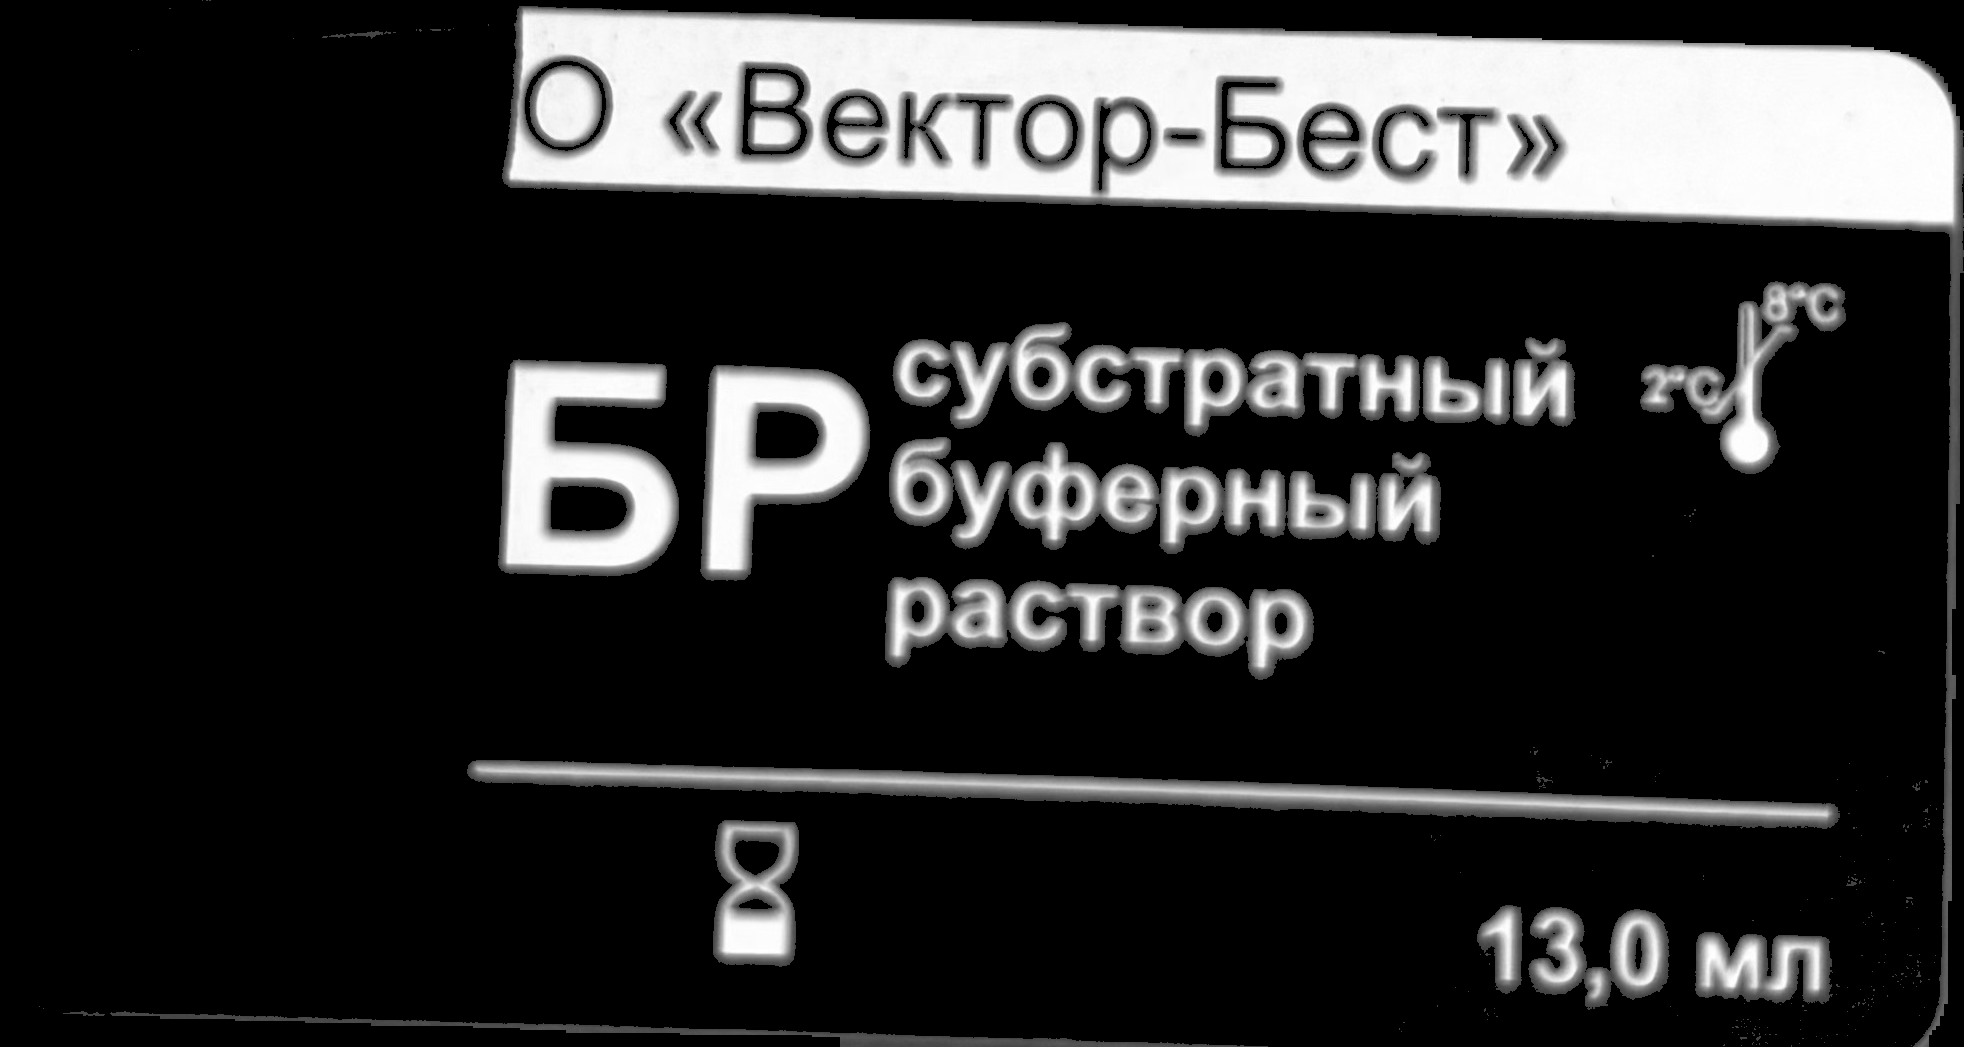 О «Вектор-Бест»
8°C
2°C
БР субстратный
буферный
раствор
13,0 мл